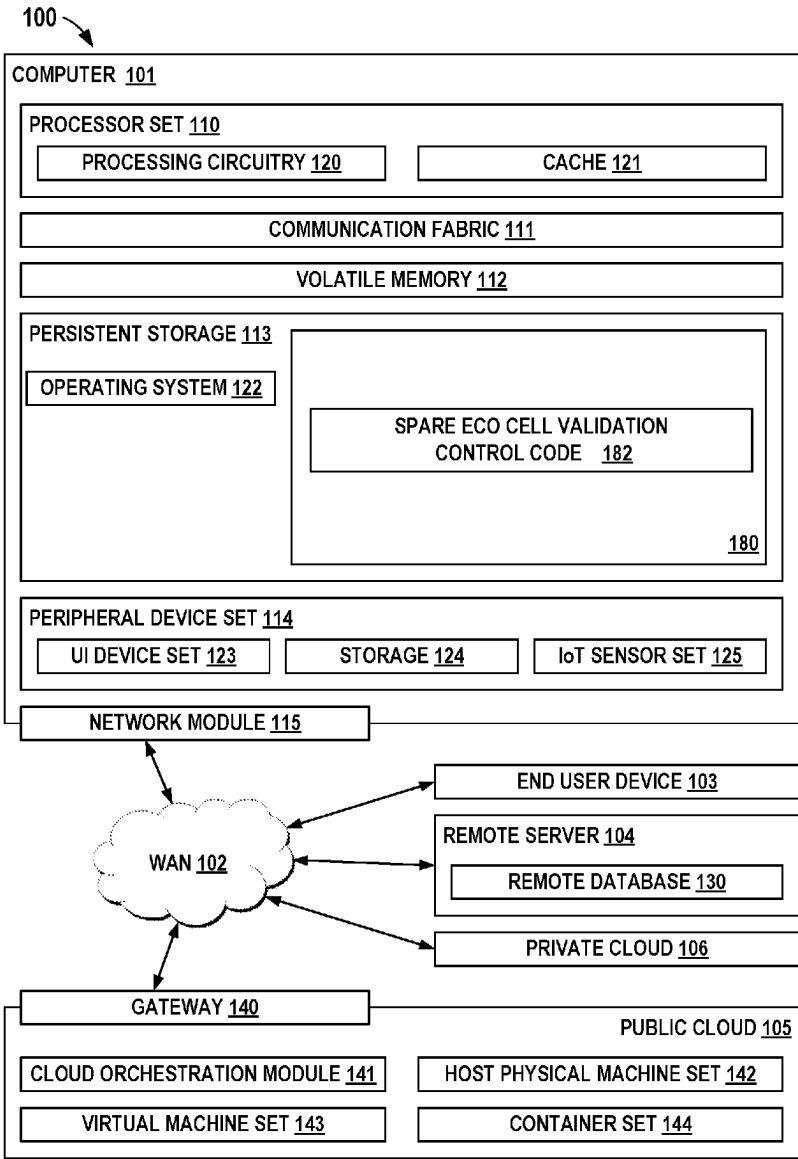 100
COMPUTER 101
PROCESSOR SET 110
PROCESSING CIRCUITRY 120
CACHE 121
COMMUNICATION FABRIC 111
VOLATILE MEMORY 112
PERSISTENT STORAGE 113
OPERATING SYSTEM 122
SPARE ECO CELL VALIDATION
CONTROL CODE 182
180
PERIPHERAL DEVICE SET 114
UI DEVICE SET 123
STORAGE 124
IoT SENSOR SET 125
NETWORK MODULE 115
END USER DEVICE 103
WAN 102
REMOTE SERVER 104
REMOTE DATABASE 130
PRIVATE CLOUD 106
GATEWAY 140
PUBLIC CLOUD 105
CLOUD ORCHESTRATION MODULE 141
HOST PHYSICAL MACHINE SET 142
VIRTUAL MACHINE SET 143
CONTAINER SET 144